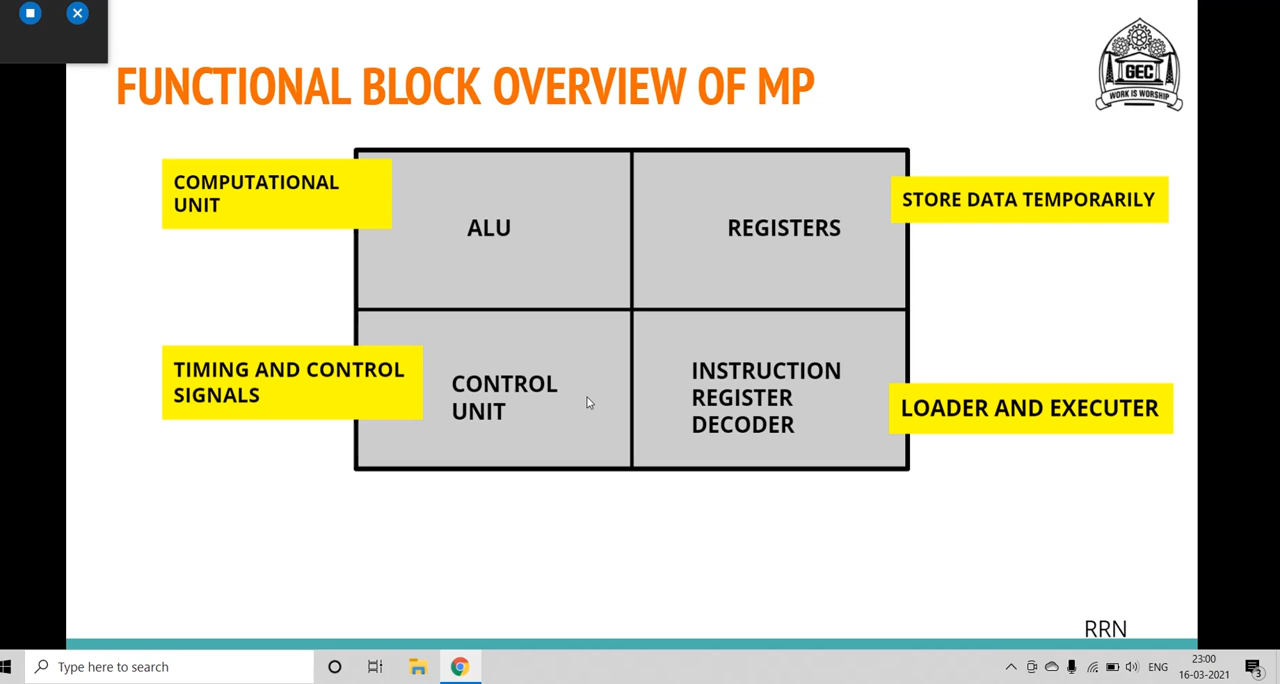 FUNCTIONAL BLOCK OVERVIEW OF MP
GEC
WORK IS WORSHIP
COMPUTATIONAL
UNIT
ALU
REGISTERS
STORE DATA TEMPORARILY
TIMING AND CONTROL
SIGNALS
CONTROL
UNIT
INSTRUCTION
REGISTER
DECODER
LOADER AND EXECUTER
RRN
Type here to search
ENG
23:00
16-03-2021
3